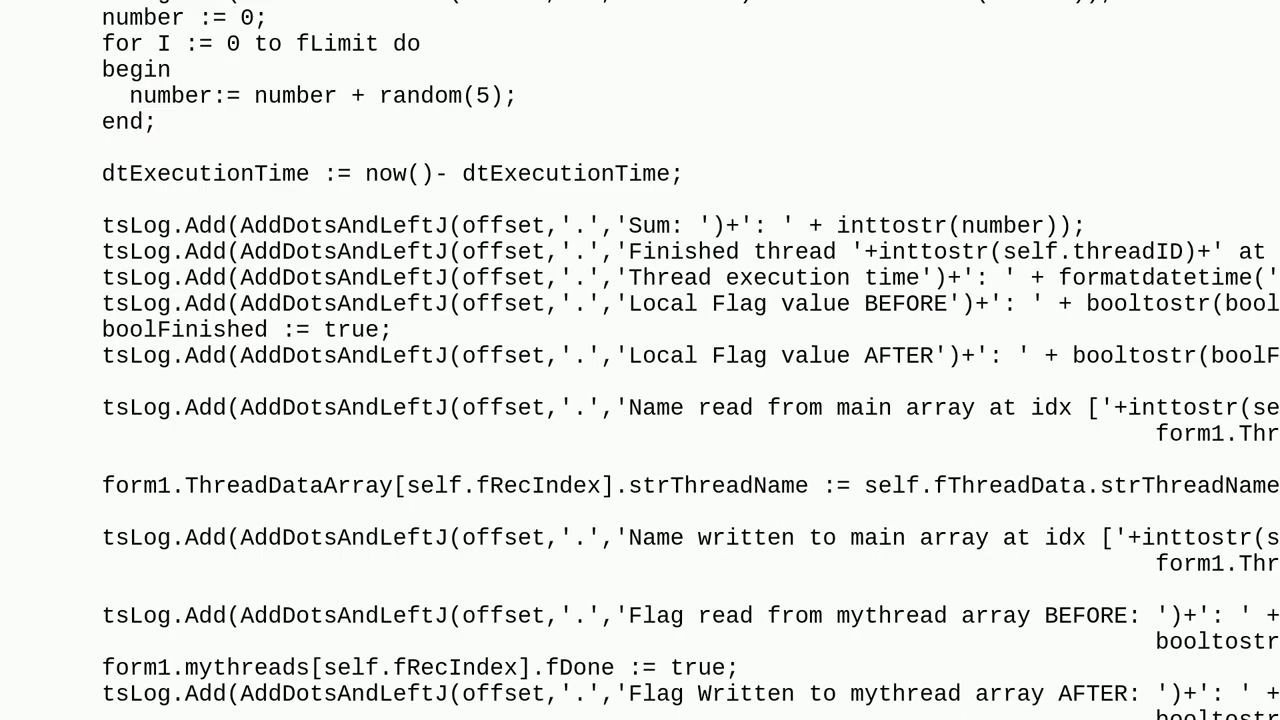 number := 0;
for I := 0 to fLimit do
begin
  number:= number + random(5);
end;

dtExecutionTime := now()- dtExecutionTime;

tsLog.Add(AddDotsAndLeftJ(offset,'.','Sum: ')+': ' + inttostr(number));
tsLog.Add(AddDotsAndLeftJ(offset,'.','Finished thread '+inttostr(self.threadID)+' at
tsLog.Add(AddDotsAndLeftJ(offset,'.','Thread execution time')+': ' + formatdatetime('
tsLog.Add(AddDotsAndLeftJ(offset,'.','Local Flag value BEFORE')+': ' + booltostr(bool
boolFinished := true;
tsLog.Add(AddDotsAndLeftJ(offset,'.','Local Flag value AFTER')+': ' + booltostr(boolF

tsLog.Add(AddDotsAndLeftJ(offset,'.','Name read from main array at idx ['+inttostr(se
form1.Thr

form1.ThreadDataArray[self.fRecIndex].strThreadName := self.fThreadData.strThreadName

tsLog.Add(AddDotsAndLeftJ(offset,'.','Name written to main array at idx ['+inttostr(s
form1.Thr

tsLog.Add(AddDotsAndLeftJ(offset,'.','Flag read from mythread array BEFORE: ')+': ' +
booltostr
form1.mythreads[self.fRecIndex].fDone := true;
tsLog.Add(AddDotsAndLeftJ(offset,'.','Flag Written to mythread array AFTER: ')+': ' +
booltostr